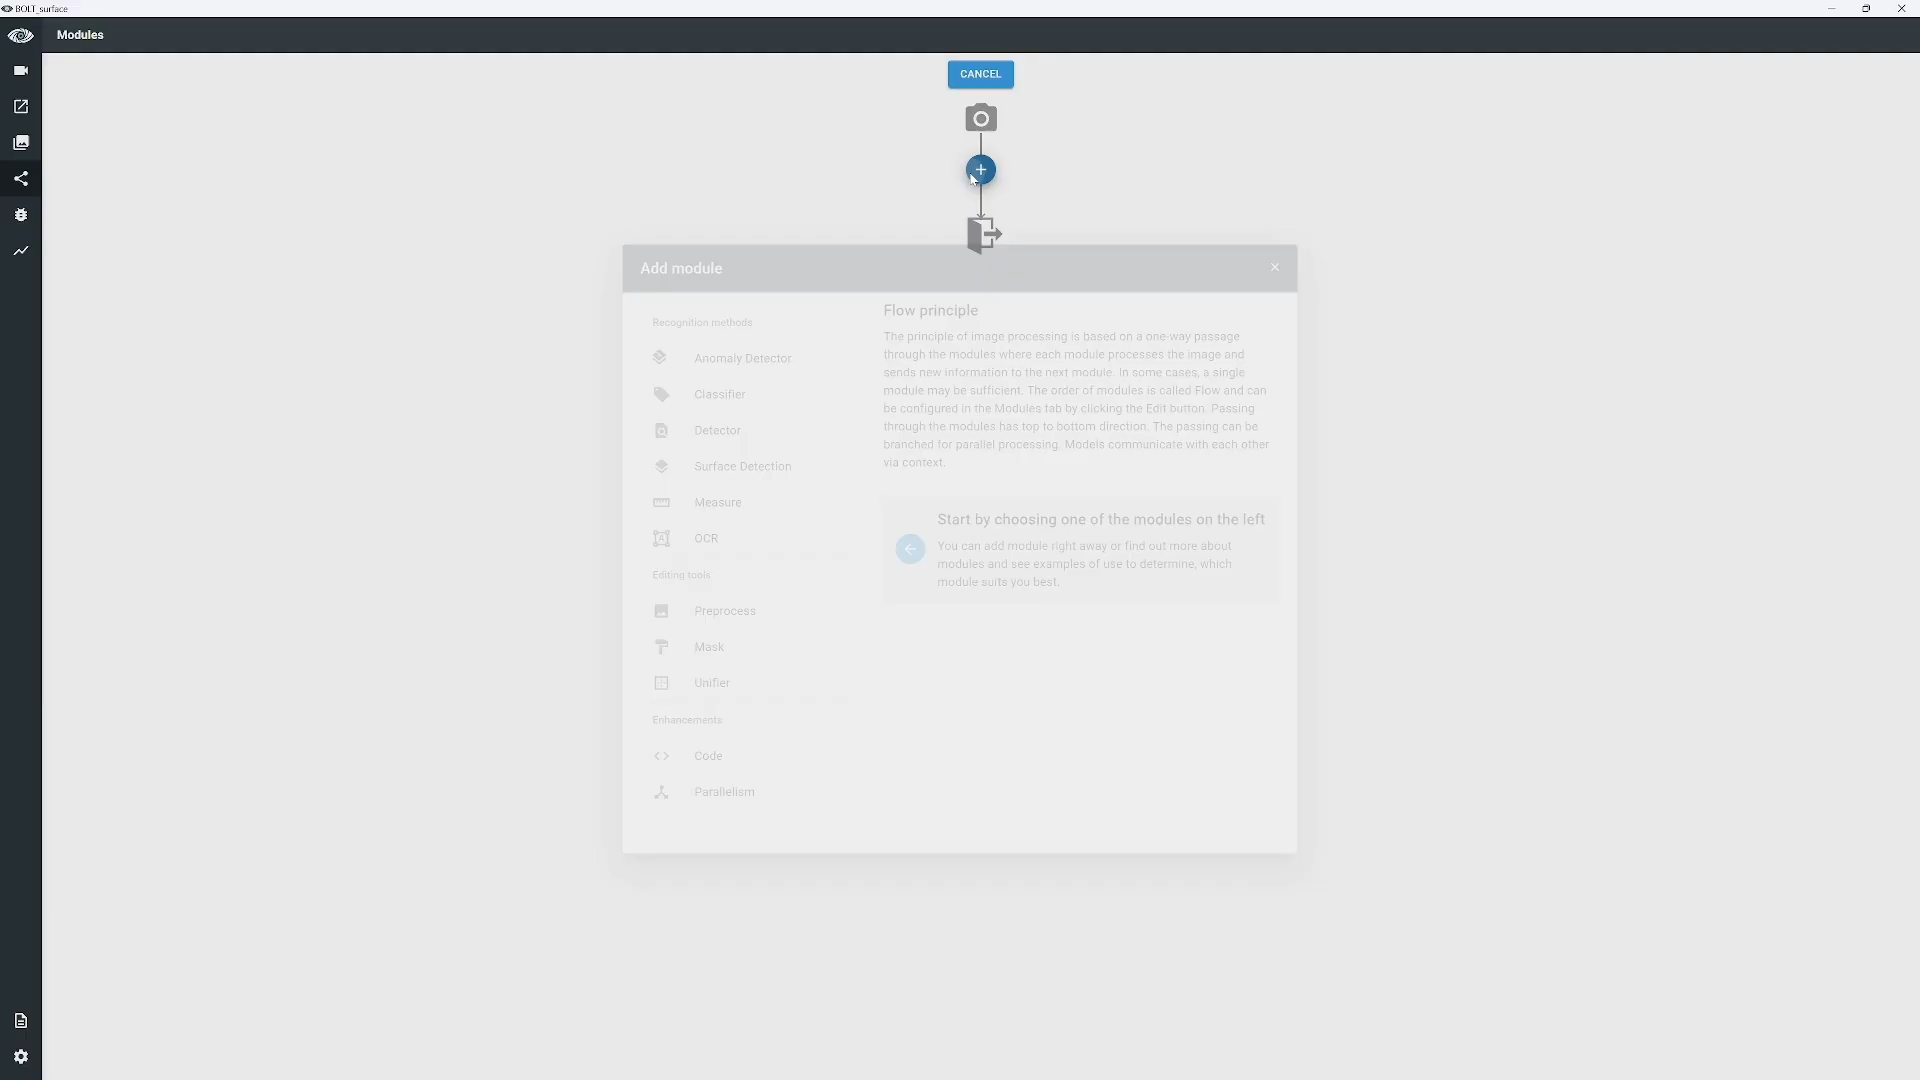 BOLT_surface
Modules
CANCEL
Add module
Recognition methods
Anomaly Detector
Classifier
Detector
Surface Detection
Measure
OCR
Editing tools
Preprocess
Mask
Unifier
Enhancements
Code
Parallelism
Flow principle
The principle of image processing is based on a one-way passage
through the modules where each module processes the image and
sends new information to the next module. In some cases, a single
module may be sufficient. The order of modules is called Flow and can
be configured in the Modules tab by clicking the Edit button. Passing
through the modules has top to bottom direction. The passing can be
branched for parallel processing. Models communicate with each other
via context.
Start by choosing one of the modules on the left
You can add module right away or find out more about
modules and see examples of use to determine, which
module suits you best.